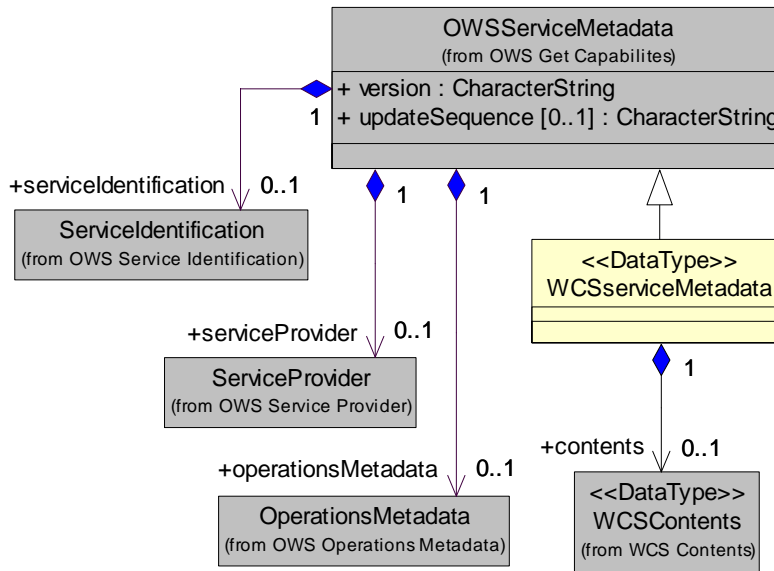 OWSServiceMetadata
(from OWS Get Capabilites)
+ version : CharacterString
+ updateSequence [0..1] : CharacterString
1
+serviceIdentification
0..1
ServiceIdentification
(from OWS Service Identification)
1
1
<<DataType>>
WCSserviceMetadata
+serviceProvider
0..1
ServiceProvider
(from OWS Service Provider)
1
+contents
0..1
+operationsMetadata
0..1
<<DataType>>
WCSContents
(from WCS Contents)
OperationsMetadata
(from OWS Operations Metadata)